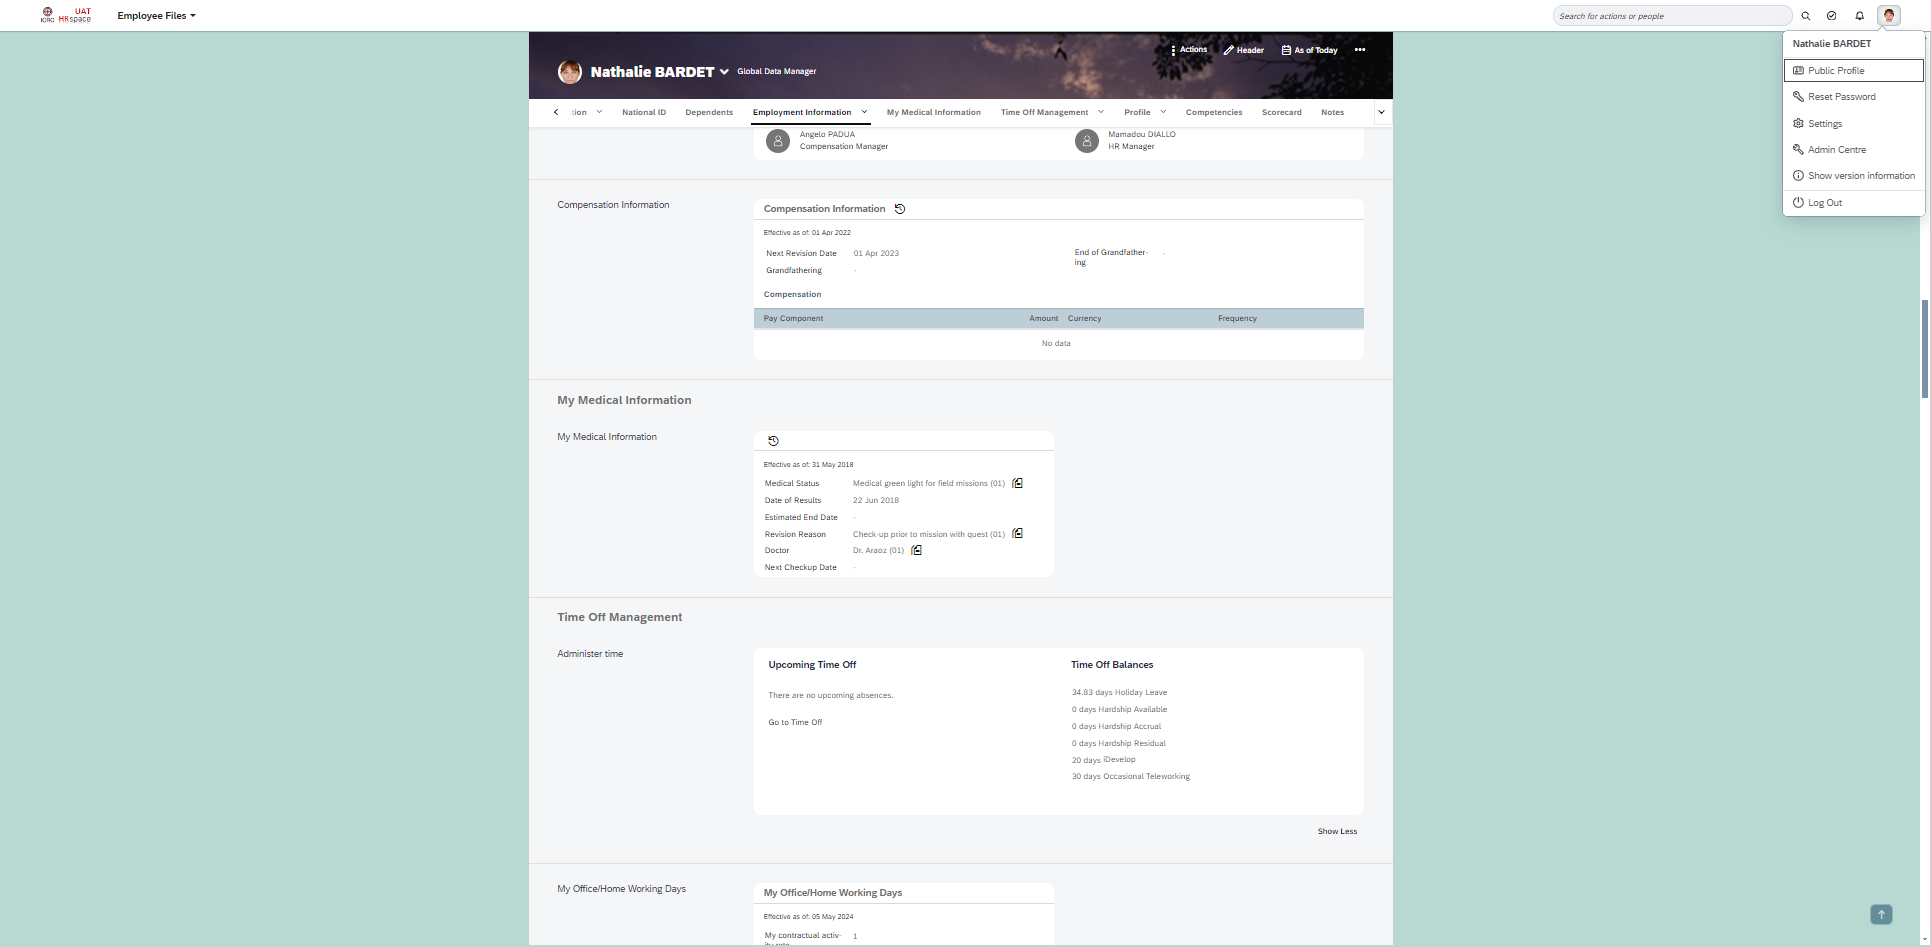 ICRC
UAT
HRspace
Employee Files
Search for actions or people
Nathalie BARDET
Public Profile
Reset Password
Settings
Admin Centre
Show version information
Log Out
Actions
Header
As of Today
Nathalie BARDET
Global Data Manager
tion
National ID
Dependents
Employment Information
My Medical Information
Time Off Management
Profile
Competencies
Scorecard
Notes
Angelo PADUA
Compensation Manager
Mamadou DIALLO
HR Manager
Compensation Information
Compensation Information
Effective as of: 01 Apr 2022
Next Revision Date 01 Apr 2023
End of Grandfather-
ing -
Grandfathering -
Compensation
Pay Component Amount Currency Frequency
No data
My Medical Information
My Medical Information
Effective as of: 31 May 2018
Medical Status Medical green light for field missions (01)
Date of Results 22 Jun 2018
Estimated End Date -
Revision Reason Check-up prior to mission with quest (01)
Doctor Dr. Araoz (01)
Next Checkup Date -
Time Off Management
Administer time
Upcoming Time Off
There are no upcoming absences.
Go to Time Off
Time Off Balances
34.83 days Holiday Leave
0 days Hardship Available
0 days Hardship Accrual
0 days Hardship Residual
20 days iDevelop
30 days Occasional Teleworking
Show Less
My Office/Home Working Days
My Office/Home Working Days
Effective as of: 05 May 2024
My contractual activ- 1
ity rate